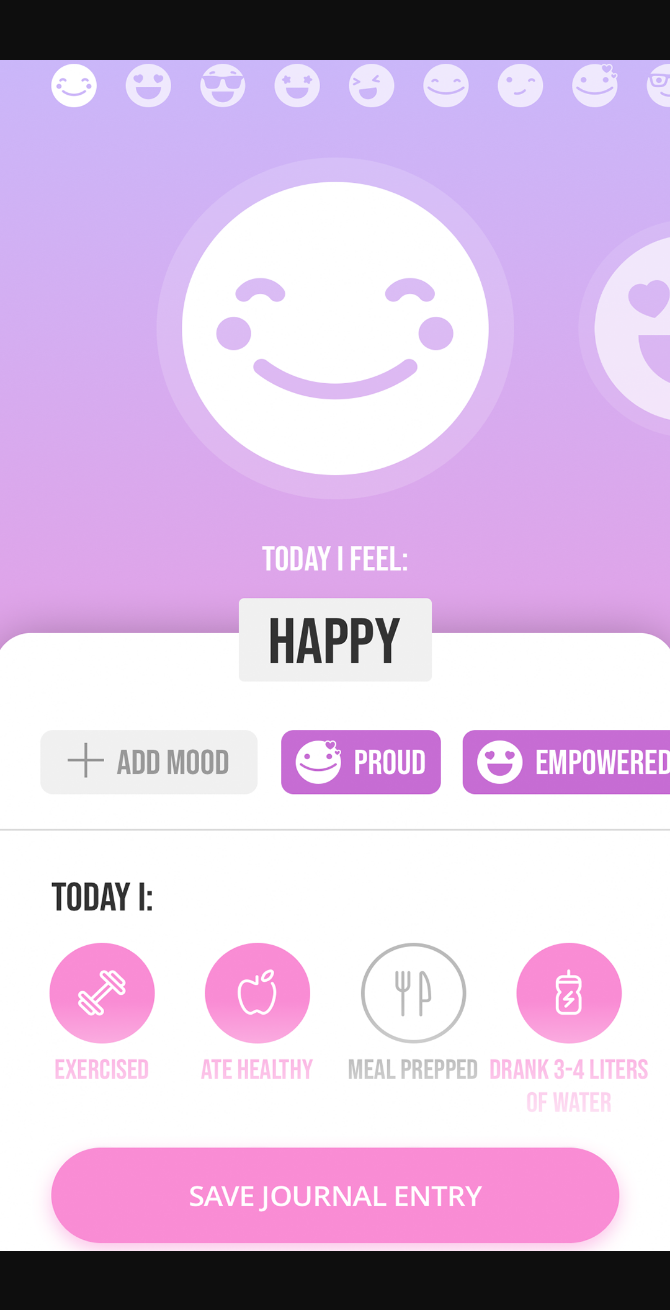 TODAY I FEEL:
HAPPY
ADD MOOD
PROUD
EMPOWERED
TODAY I:
EXERCISED
ATE HEALTHY
MEAL PREPPED
DRANK 3-4 LITERS
OF WATER
SAVE JOURNAL ENTRY